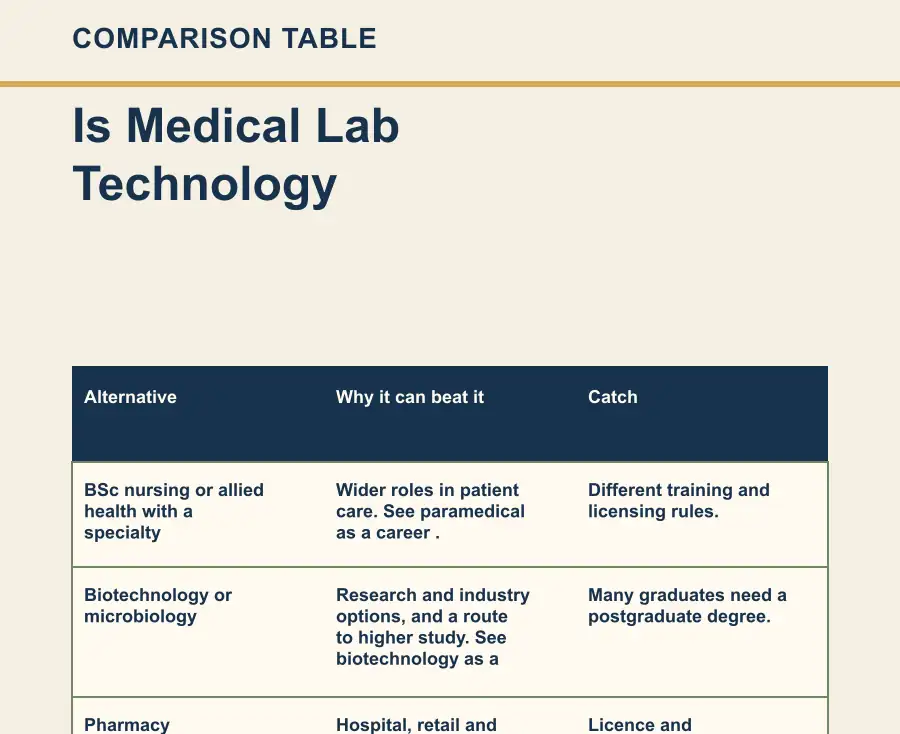 COMPARISON TABLE
Is Medical Lab
Technology
Alternative
Why it can beat it
Catch
BSc nursing or allied
health with a
specialty
Wider roles in patient
care. See paramedical
as a career .
Different training and
licensing rules.
Biotechnology or
microbiology
Research and industry
options, and a route
to higher study. See
biotechnology as a
Many graduates need a
postgraduate degree.
Pharmacy
Hospital, retail and
Licence and